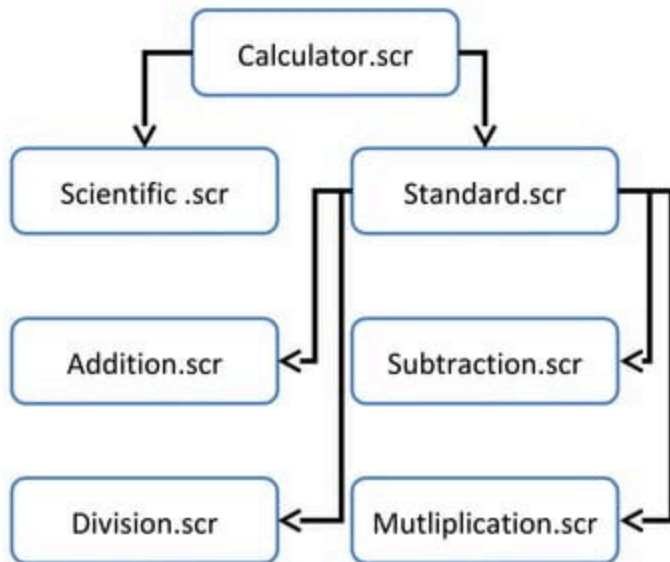 Calculator.scr
Scientific .scr
Standard.scr
Addition.scr
Subtraction.scr
Division.scr
Mutliplication.scr